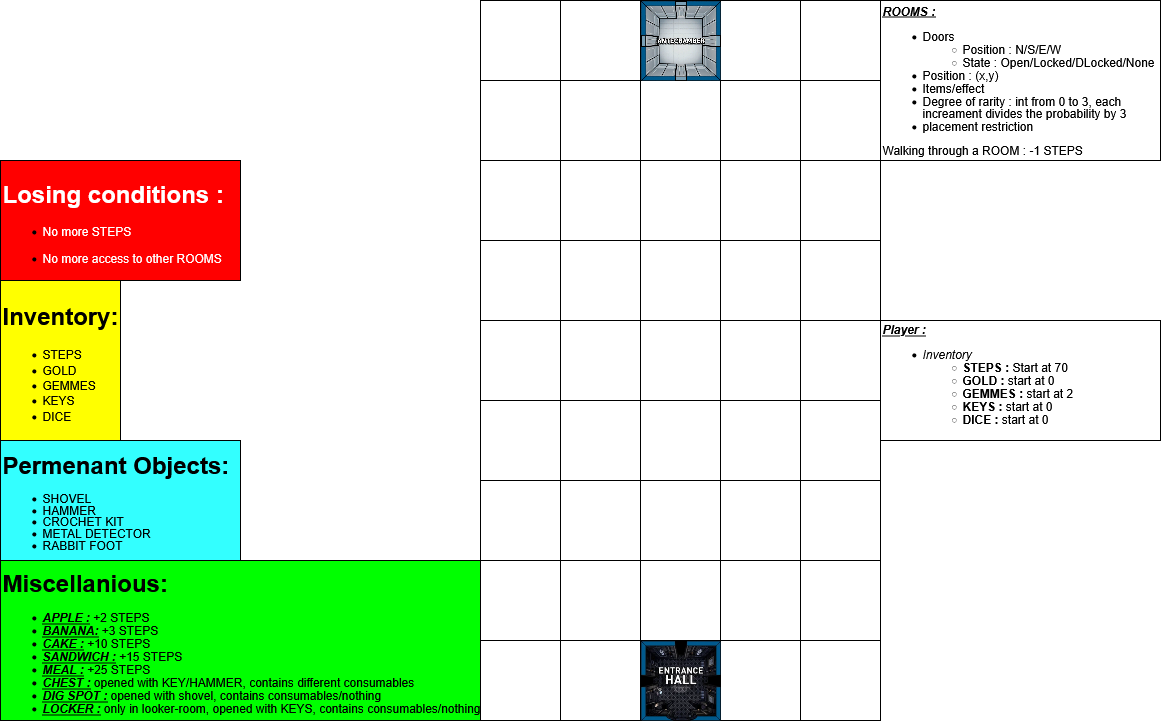 ANTECHAMBER
ROOMS :
Doors
Position : N/S/E/W
State : Open/Locked/DLocked/None
Position : (x,y)
Items/effect
Degree of rarity : int from 0 to 3, each
increament divides the probability by 3
placement restriction
Walking through a ROOM : -1 STEPS
Losing conditions :
No more STEPS
No more access to other ROOMS
Inventory:
STEPS
GOLD
GEMMES
KEYS
DICE
Player :
Inventory
STEPS : Start at 70
GOLD : start at 0
GEMMES : start at 2
KEYS : start at 0
DICE : start at 0
Permenant Objects:
SHOVEL
HAMMER
CROCHET KIT
METAL DETECTOR
RABBIT FOOT
Miscellanious:
APPLE : +2 STEPS
BANANA: +3 STEPS
CAKE : +10 STEPS
SANDWICH : +15 STEPS
MEAL : +25 STEPS
CHEST : opened with KEY/HAMMER, contains different consumables
DIG SPOT : opened with shovel, contains consumables/nothing
LOCKER : only in looker-room, opened with KEYS, contains consumables/nothing
ENTRANCE
HALL